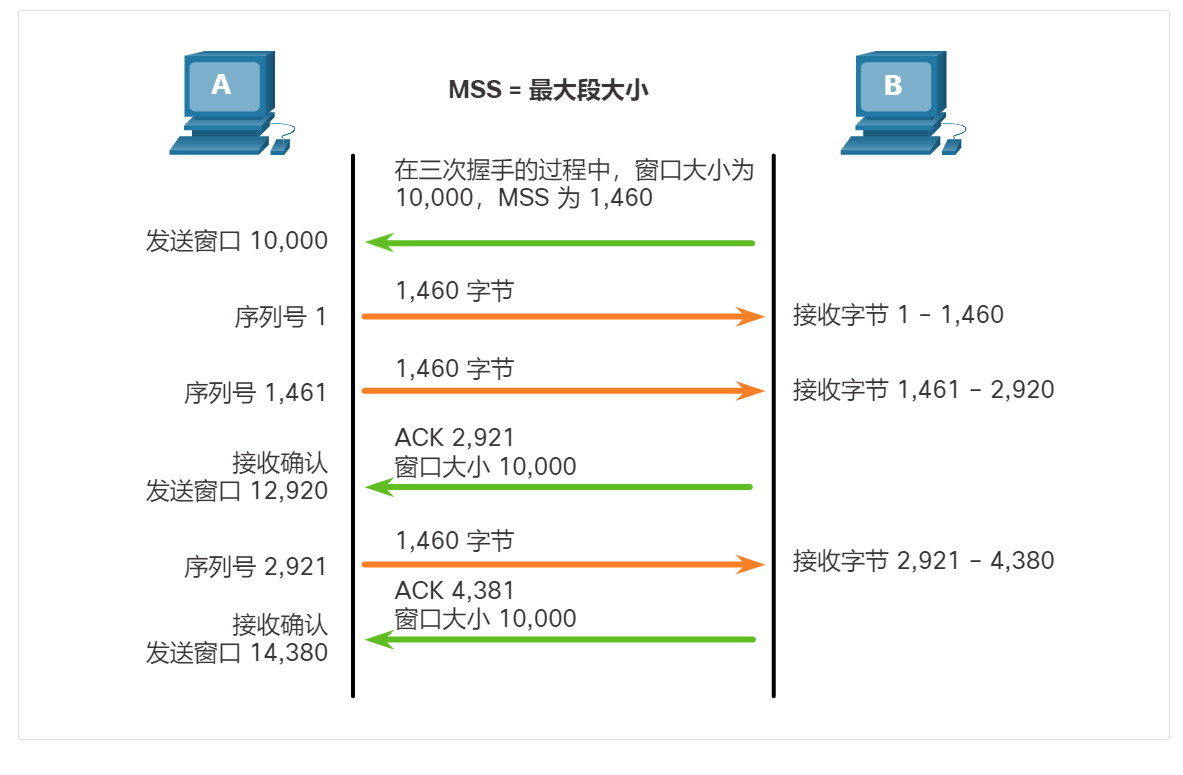 A
MSS = 最大段大小
B
在三次握手的过程中，窗口大小为
10,000，MSS 为 1,460
发送窗口 10,000
1,460 字节
序列号 1
接收字节 1 – 1,460
1,460 字节
序列号 1,461
接收字节 1,461 – 2,920
ACK 2,921
窗口大小 10,000
接收确认
发送窗口 12,920
1,460 字节
序列号 2,921
接收字节 2,921 – 4,380
ACK 4,381
窗口大小 10,000
接收确认
发送窗口 14,380